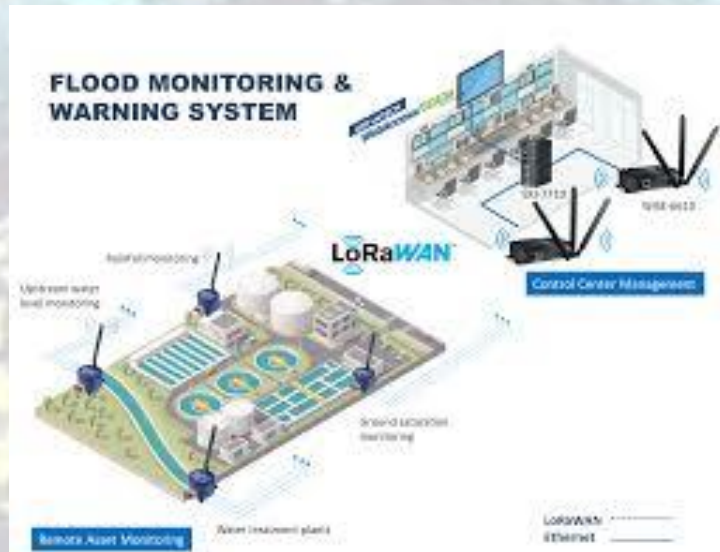 FLOOD MONITORING &
WARNING SYSTEM
LoRaWAN
Rainfall monitoring
Upstream water
level monitoring
Control Center Management
Ground saturation
monitoring
Water treatment plants
Remote Asset Monitoring
LoRaWAN
Ethernet